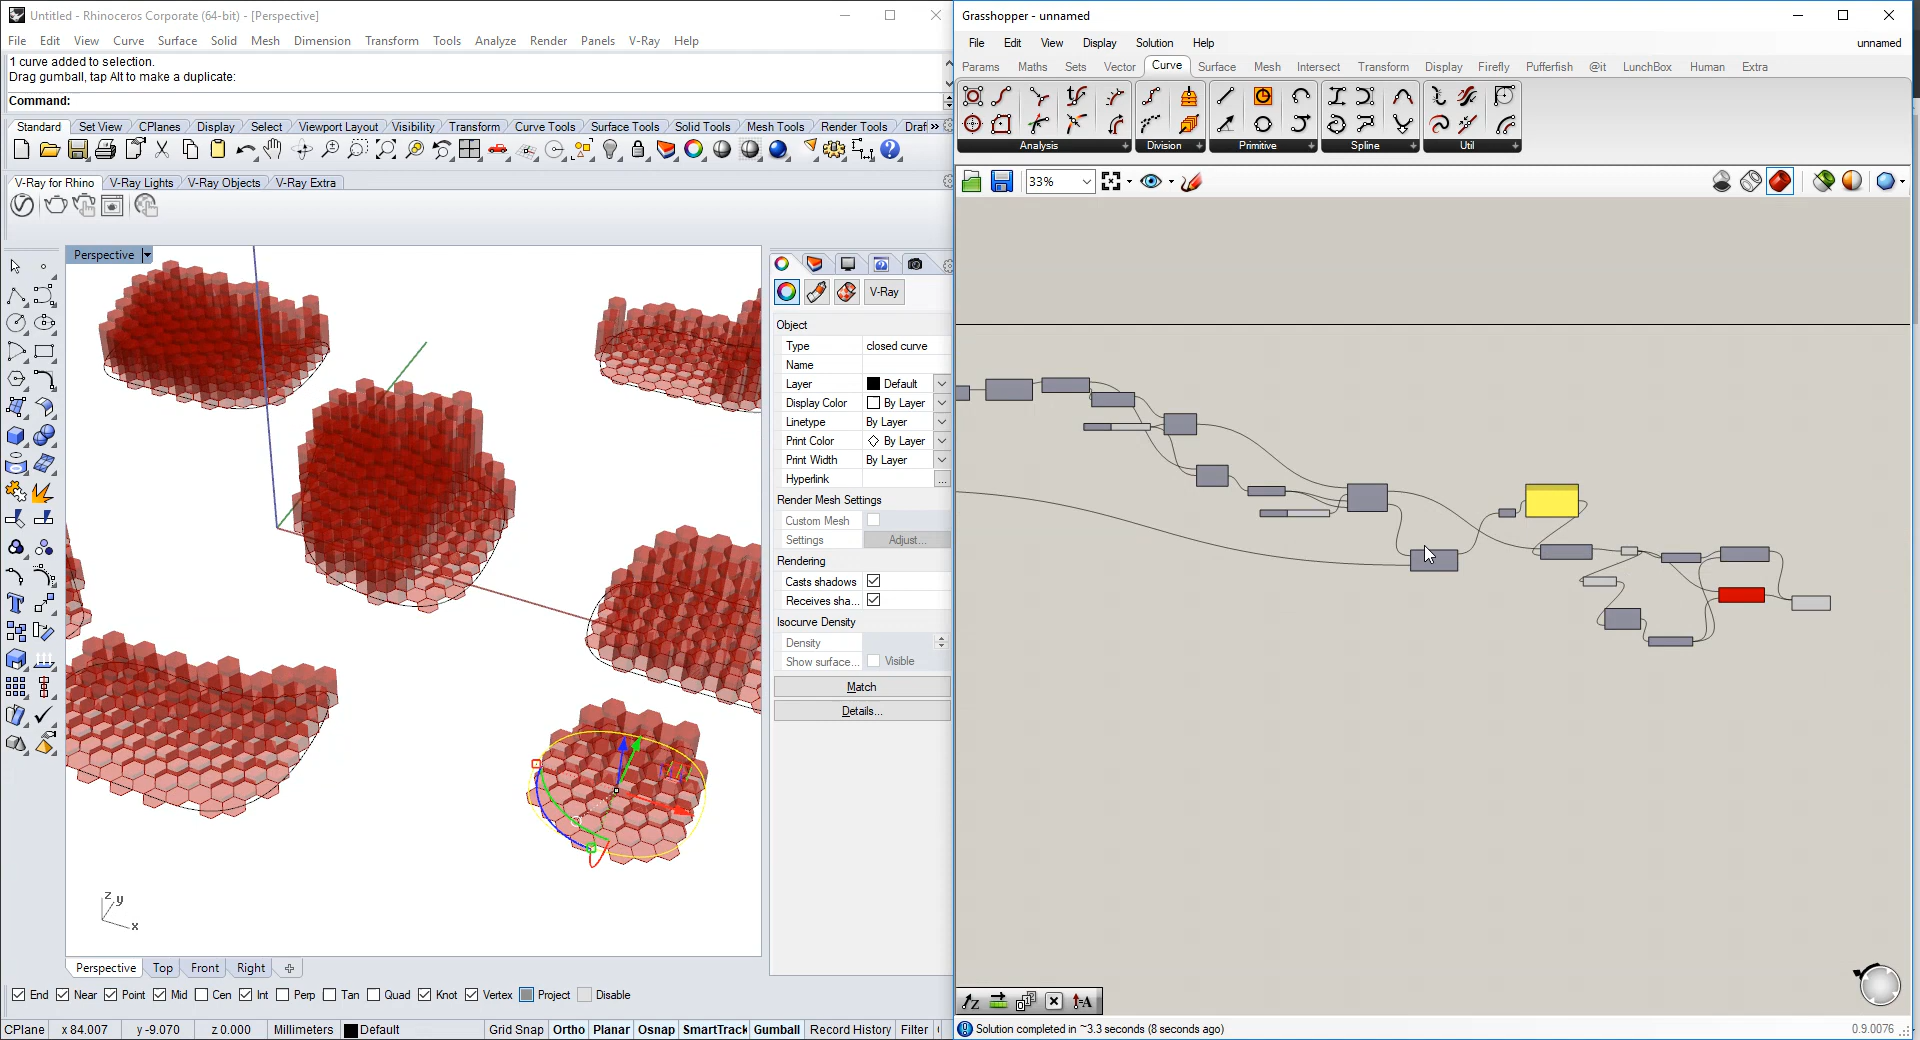 Untitled - Rhinoceros Corporate (64-bit) - [Perspective]
File Edit View Curve Surface Solid Mesh Dimension Transform Tools Analyze Render Panels V-Ray Help
1 curve added to selection.
Drag gumball, tap Alt to make a duplicate:
Command:
Standard Set View CPlanes Display Select Viewport Layout Visibility Transform Curve Tools Surface Tools Solid Tools Mesh Tools Render Tools Draf »
V-Ray for Rhino V-Ray Lights V-Ray Objects V-Ray Extra
Perspective
V-Ray
Object
Type closed curve
Name
Layer Default
Display Color By Layer
Linetype By Layer
Print Color By Layer
Print Width By Layer
Hyperlink ...
Render Mesh Settings
Custom Mesh
Settings Adjust...
Rendering
Casts shadows
Receives sha...
Isocurve Density
Density
Show surface... Visible
Match
Details...
z y
x
Perspective Top Front Right
End Near Point Mid Cen Int Perp Tan Quad Knot Vertex Project Disable
CPlane x 84.007 y -9.070 z 0.000 Millimeters Default Grid Snap Ortho Planar Osnap SmartTrack Gumball Record History Filter
Grasshopper - unnamed
File Edit View Display Solution Help unnamed
Params Maths Sets Vector Curve Surface Mesh Intersect Transform Display Firefly Pufferfish @it LunchBox Human Extra
Analysis Division Primitive Spline Util
33%
Solution completed in ~3.3 seconds (8 seconds ago) 0.9.0076